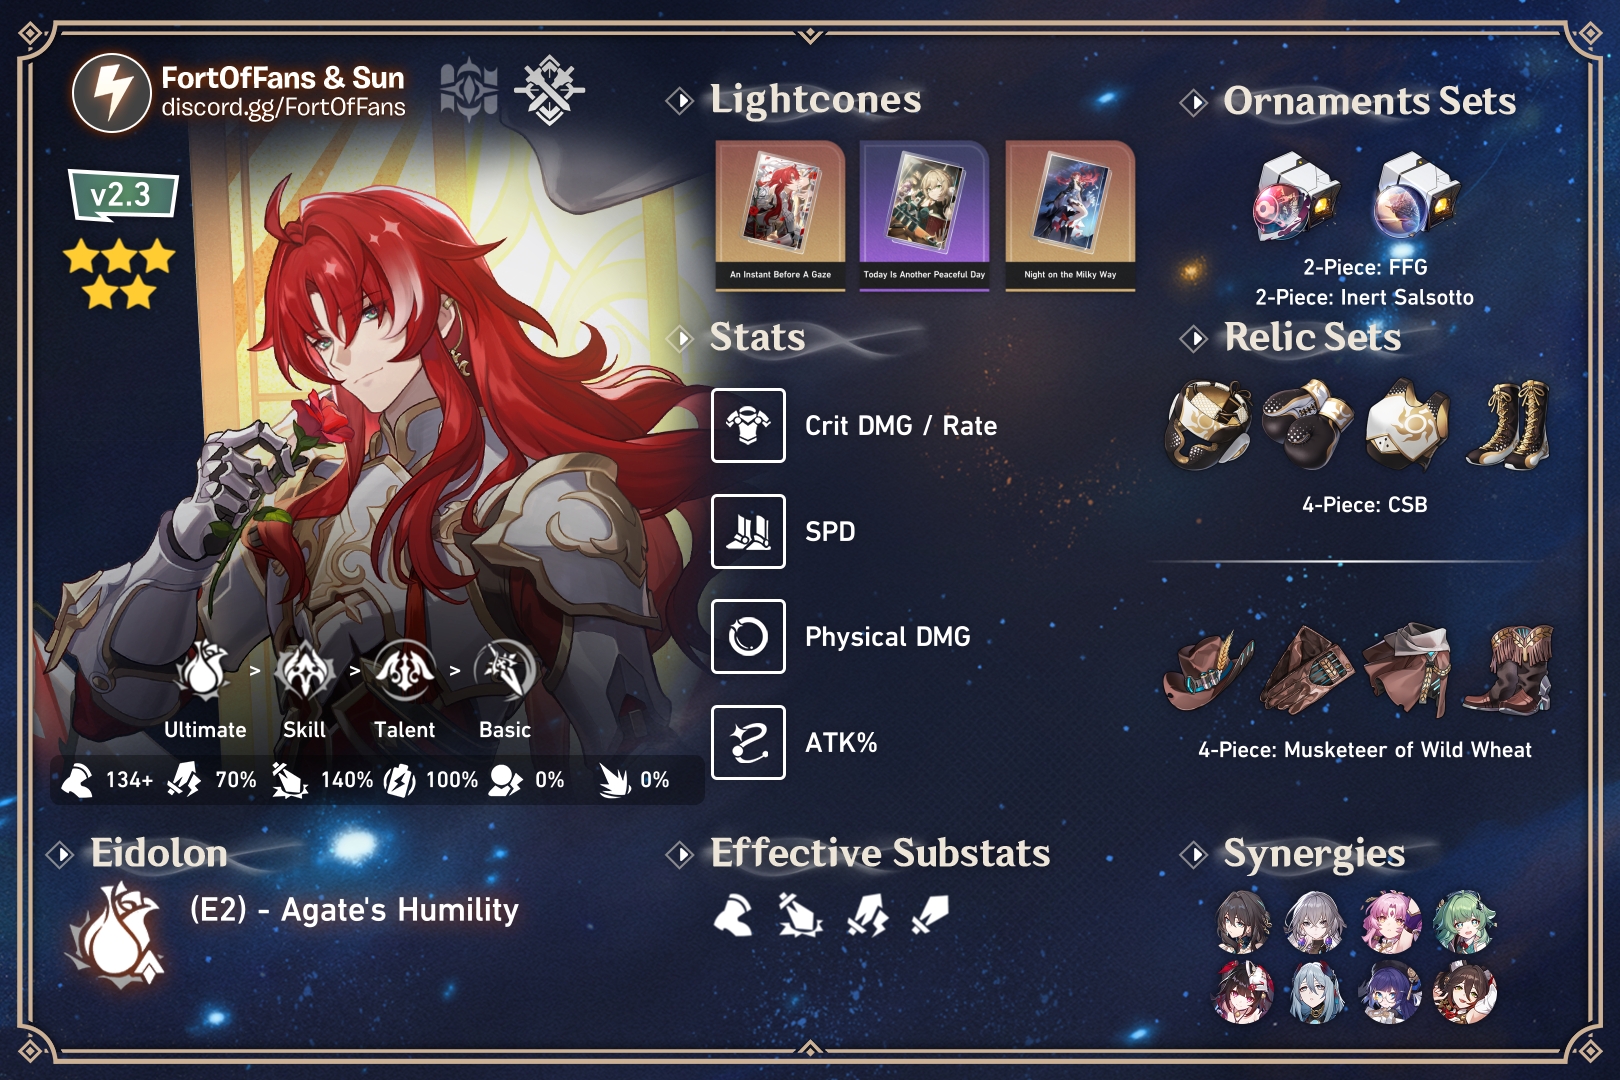 FortOfFans & Sun
discord.gg/FortOfFans
v2.3
Ultimate > Skill > Talent > Basic
134+ 70% 140% 100% 0% 0%
Eidolon
(E2) - Agate's Humility
Lightcones
An Instant Before A Gaze
Today Is Another Peaceful Day
Night on the Milky Way
Stats
Crit DMG / Rate
SPD
Physical DMG
ATK%
Effective Substats
Ornaments Sets
2-Piece: FFG
2-Piece: Inert Salsotto
Relic Sets
4-Piece: CSB
4-Piece: Musketeer of Wild Wheat
Synergies